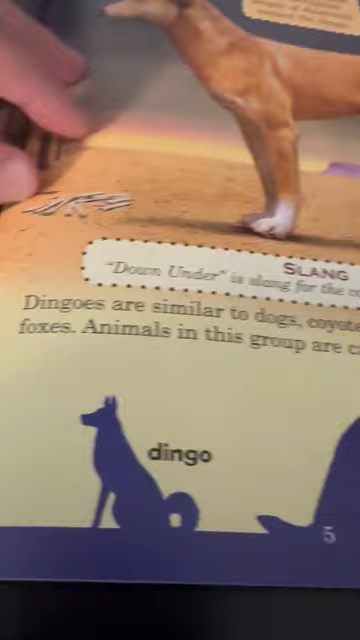 SLANG
"Down Under" is slang for the
Dingoes are similar to dogs,
foxes. Animals in this group are
dingo
5